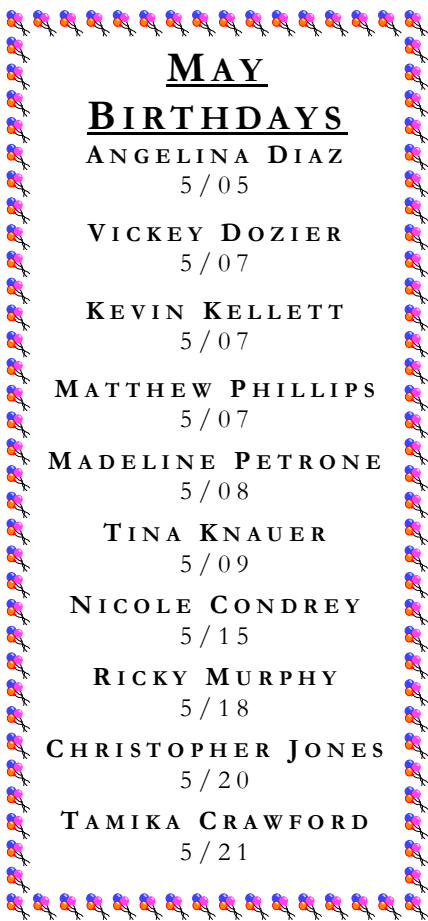 May
Birthdays
Angelina Diaz
5/05
Vickey Dozier
5/07
Kevin Kellett
5/07
Matthew Phillips
5/07
Madeline Petrone
5/08
Tina Knauer
5/09
Nicole Condrey
5/15
Ricky Murphy
5/18
Christopher Jones
5/20
Tamika Crawford
5/21